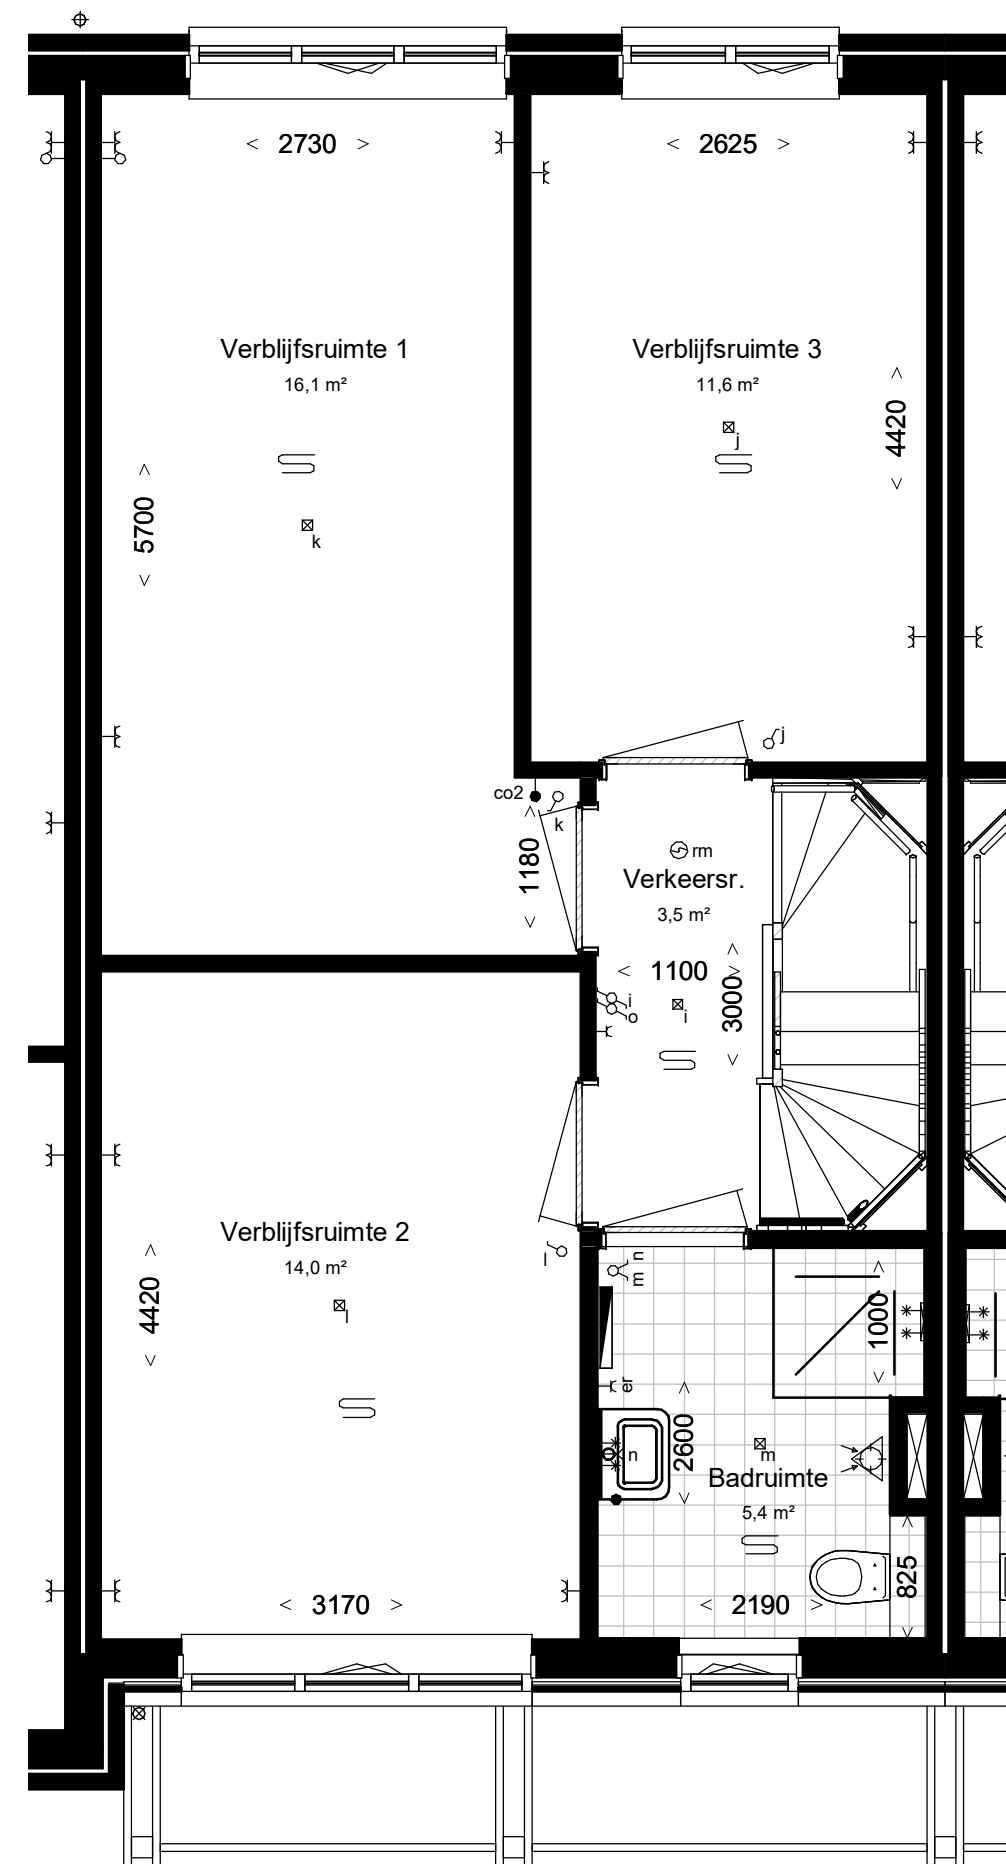 2730
2625
Verblijfsruimte 1
16,1 m²
Verblijfsruimte 3
11,6 m²
4420
j
5700
k
j
co2
k
1180
rm
Verkeersr.
3,5 m²
1100
3000
i
o
i
Verblijfsruimte 2
14,0 m²
l
n
m
4420
l
1000
er
2600
n
m
Badruimte
5,4 m²
825
3170
2190